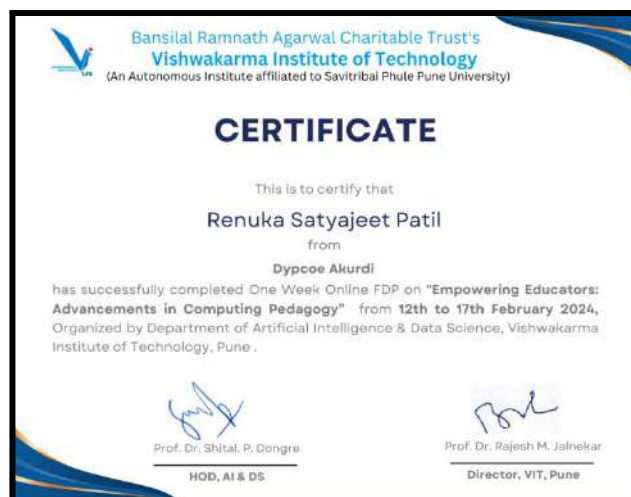 Bansilal Ramnath Agarwal Charitable Trust's
Vishwakarma Institute of Technology
(An Autonomous Institute affiliated to Savitribai Phule Pune University)
CERTIFICATE
This is to certify that
Renuka Satyajeet Patil
from
Dypcoe Akurdi
has successfully completed One Week Online FDP on "Empowering Educators:
Advancements in Computing Pedagogy" from 12th to 17th February 2024,
Organized by Department of Artificial Intelligence & Data Science, Vishwakarma
Institute of Technology, Pune .
Prof. Dr. Shital. P. Dongre
HOD, AI & DS
Prof. Dr. Rajesh M. Jalnekar
Director, VIT, Pune